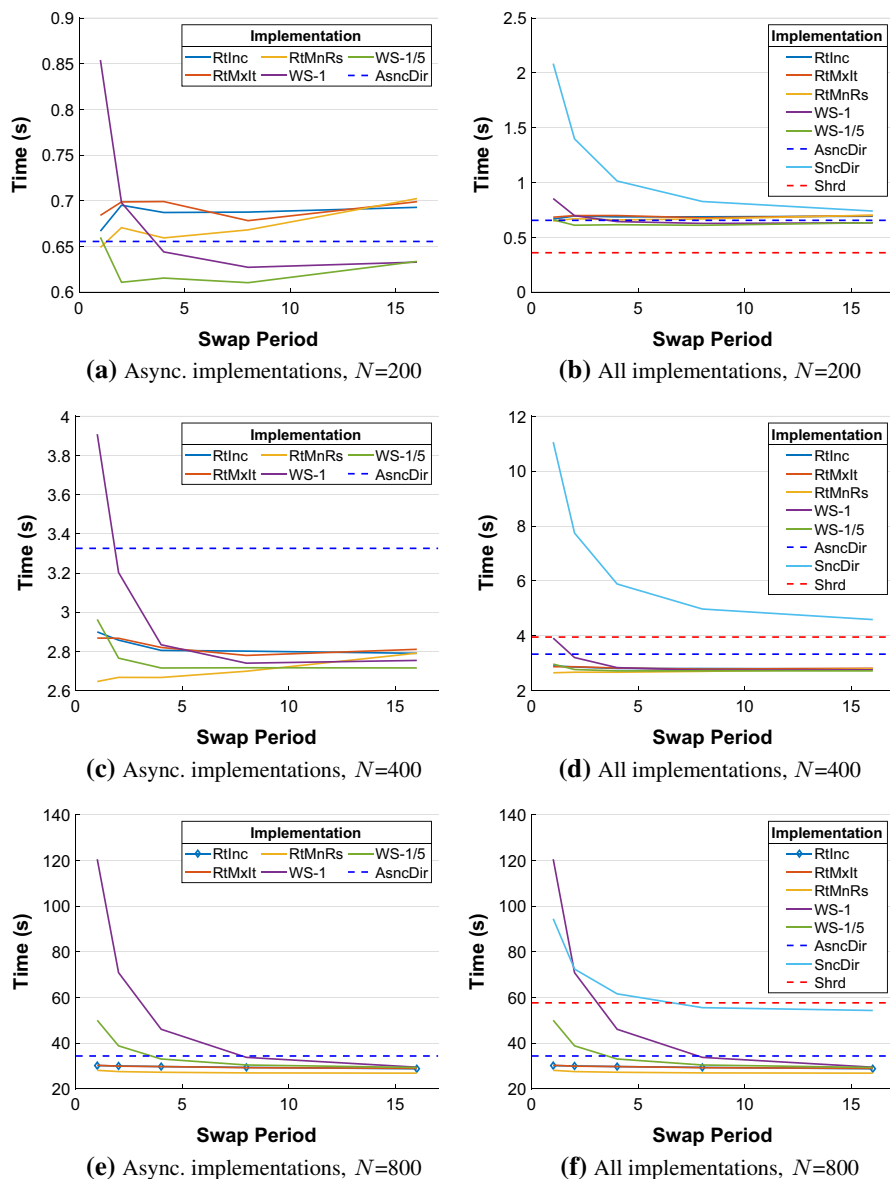 0.9
0.85
0.8
0.75
0.7
0.65
0.6
0
5
10
15
Time (s)
Swap Period
Implementation
RtInc RtMnRs WS-1/5
RtMxIt WS-1 AsncDir
(a) Async. implementations, N=200
2.5
2
1.5
1
0.5
0
0
5
10
15
Time (s)
Swap Period
Implementation
RtInc
RtMxIt
RtMnRs
WS-1
WS-1/5
AsncDir
SncDir
Shrd
(b) All implementations, N=200
4
3.8
3.6
3.4
3.2
3
2.8
2.6
0
5
10
15
Time (s)
Swap Period
Implementation
RtInc RtMnRs WS-1/5
RtMxIt WS-1 AsncDir
(c) Async. implementations, N=400
12
10
8
6
4
2
0
5
10
15
Time (s)
Swap Period
Implementation
RtInc
RtMxIt
RtMnRs
WS-1
WS-1/5
AsncDir
SncDir
Shrd
(d) All implementations, N=400
140
120
100
80
60
40
20
0
5
10
15
Time (s)
Swap Period
Implementation
RtInc RtMnRs WS-1/5
RtMxIt WS-1 AsncDir
(e) Async. implementations, N=800
140
120
100
80
60
40
20
0
5
10
15
Time (s)
Swap Period
Implementation
RtInc
RtMxIt
RtMnRs
WS-1
WS-1/5
AsncDir
SncDir
Shrd
(f) All implementations, N=800